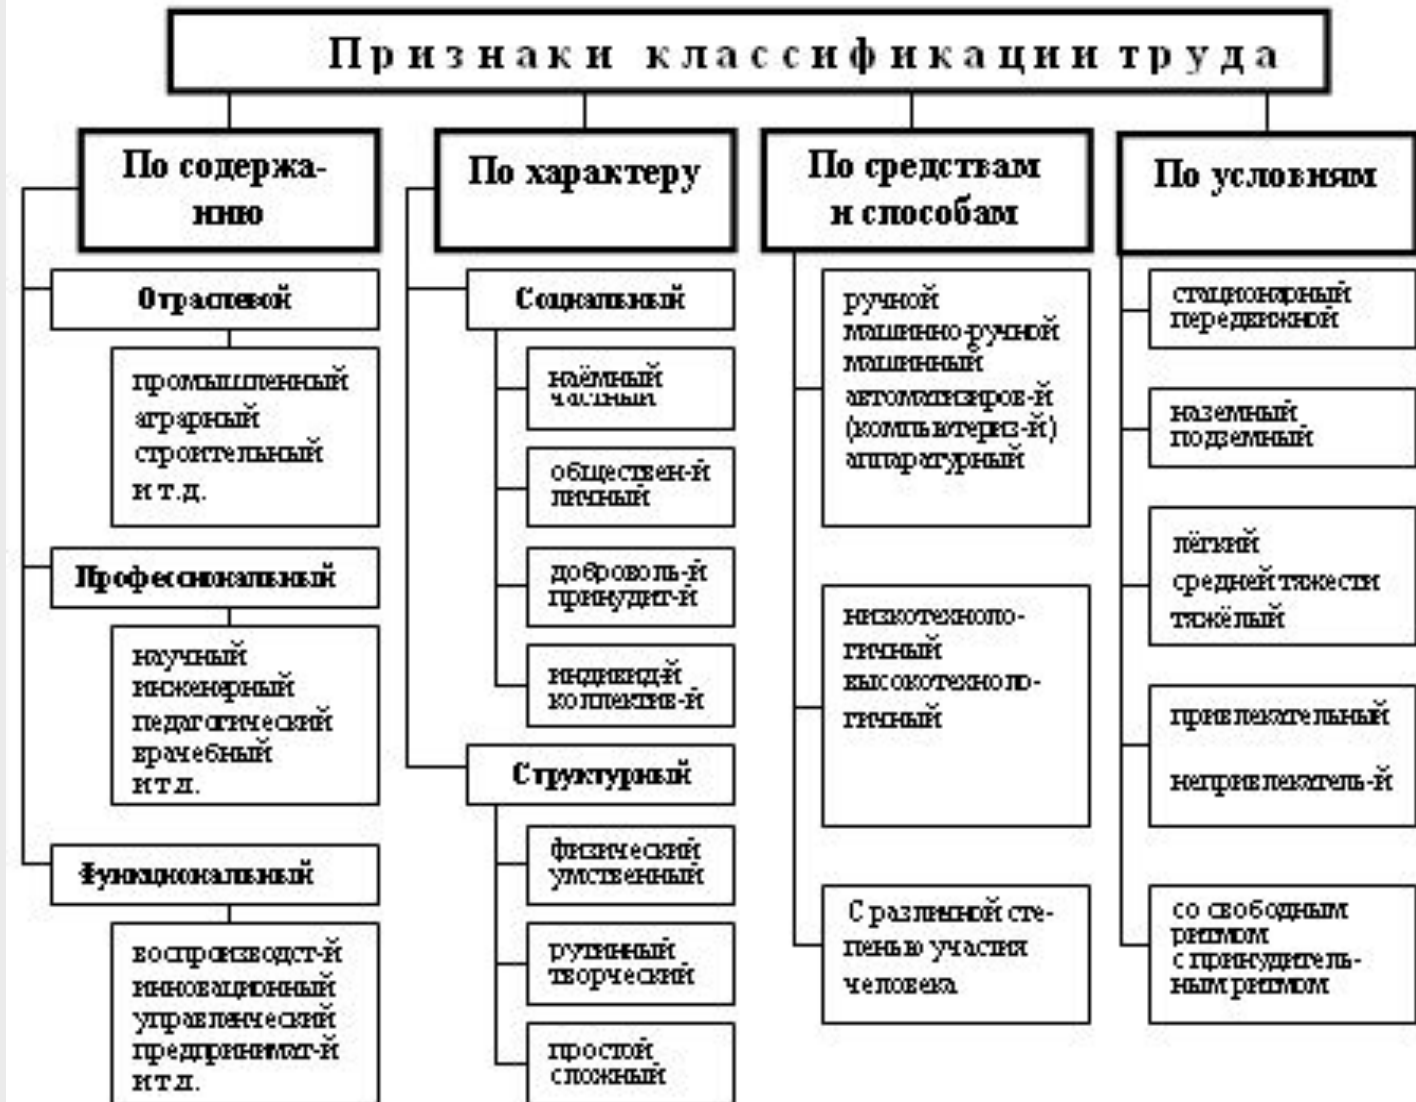 Признаки классификации труда
По содержа-
нию
Отраслевой
промышленный
аграрный
строительный
и т.д.
Профессиональный
научный
инженерный
педагогический
врачебный
и т.д.
Функциональный
воспроизводст-й
инновационный
управленческий
предпринимат-й
и т.д.
По характеру
Социальный
наёмный
частный
обществен-й
личный
доброволь-й
принудит-й
индивид-й
коллектив-й
Структурный
физический
умственный
рутинный
творческий
простой
сложный
По средствам
и способам
ручной
машинно-ручной
машинный
автоматизиров-й
(компьютериз-й)
аппаратурный
низкотехноло-
гичный
высокотехноло-
гичный
С различной сте-
пенью участия
человека
По условиям
стационарный
передвижной
наземный
подземный
лёгкий
средней тяжести
тяжёлый
привлекательный
непривлекатель-й
со свободным
ритмом
с принудитель-
ным ритмом